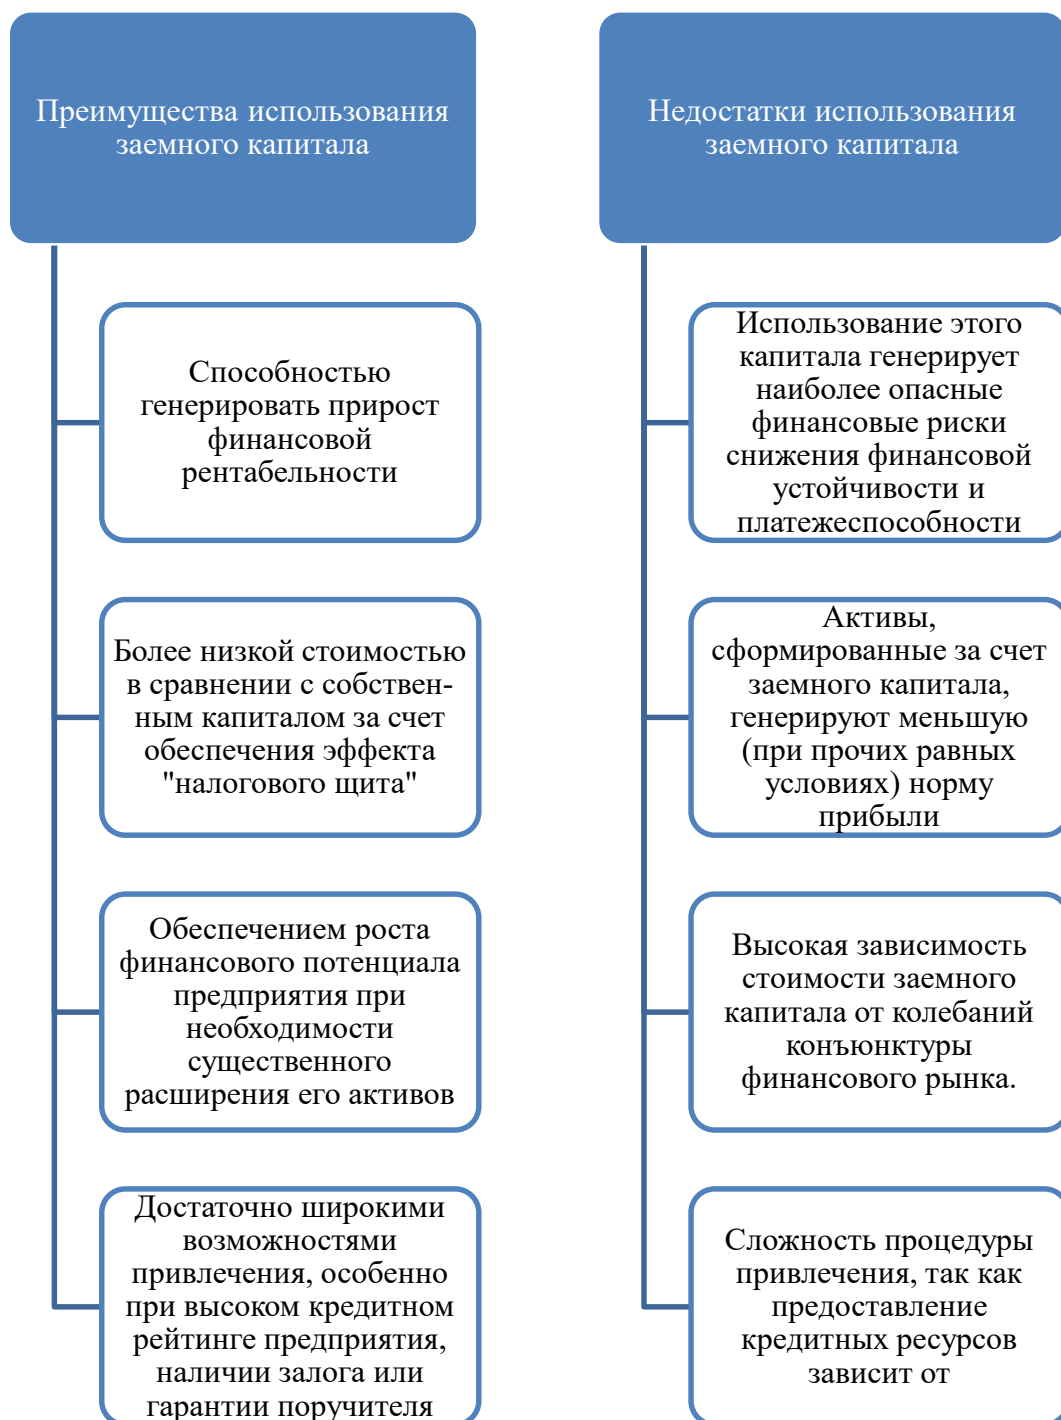 Преимущества использования
заемного капитала
Способностью
генерировать прирост
финансовой
рентабельности
Более низкой стоимостью
в сравнении с собствен-
ным капиталом за счет
обеспечения эффекта
"налогового щита"
Обеспечением роста
финансового потенциала
предприятия при
необходимости
существенного
расширения его активов
Достаточно широкими
возможностями
привлечения, особенно
при высоком кредитном
рейтинге предприятия,
наличии залога или
гарантии поручителя
Недостатки использования
заемного капитала
Использование этого
капитала генерирует
наиболее опасные
финансовые риски
снижения финансовой
устойчивости и
платежеспособности
Активы,
сформированные за счет
заемного капитала,
генерируют меньшую
(при прочих равных
условиях) норму
прибыли
Высокая зависимость
стоимости заемного
капитала от колебаний
конъюнктуры
финансового рынка.
Сложность процедуры
привлечения, так как
предоставление
кредитных ресурсов
зависит от